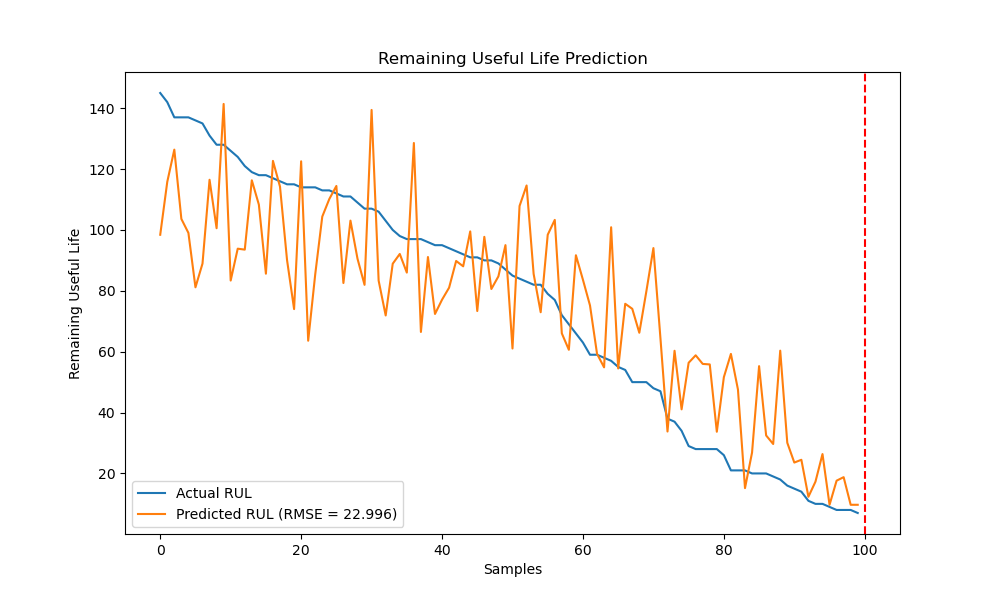 Remaining Useful Life Prediction
Remaining Useful Life
140
120
100
80
60
40
20
Actual RUL
Predicted RUL (RMSE = 22.996)
0
20
40
60
80
100
Samples